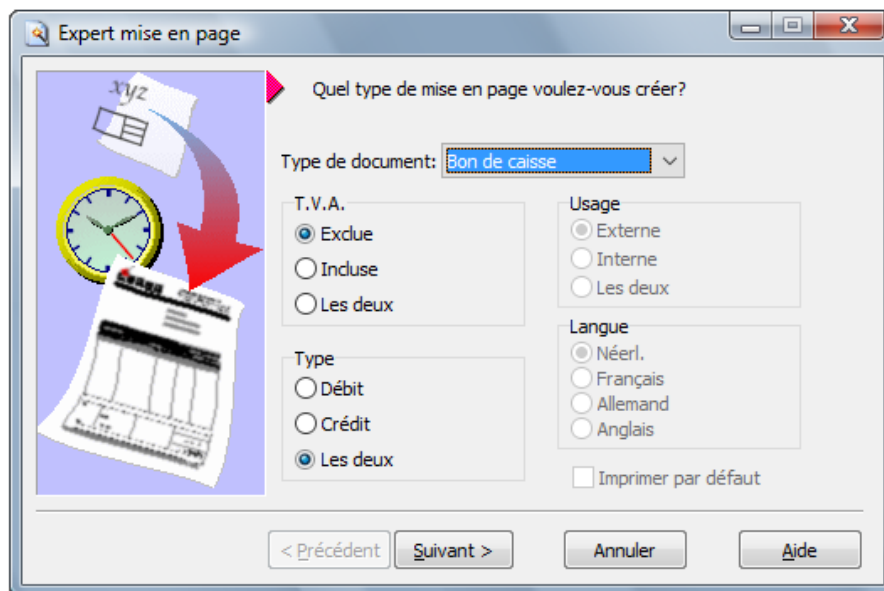 Expert mise en page
xyz
Quel type de mise en page voulez-vous créer?
Type de document: Bon de caisse
T.V.A.
Exclue
Incluse
Les deux
Type
Débit
Crédit
Les deux
Usage
Externe
Interne
Les deux
Langue
Néerl.
Français
Allemand
Anglais
Imprimer par défaut
< Précédent
Suivant >
Annuler
Aide